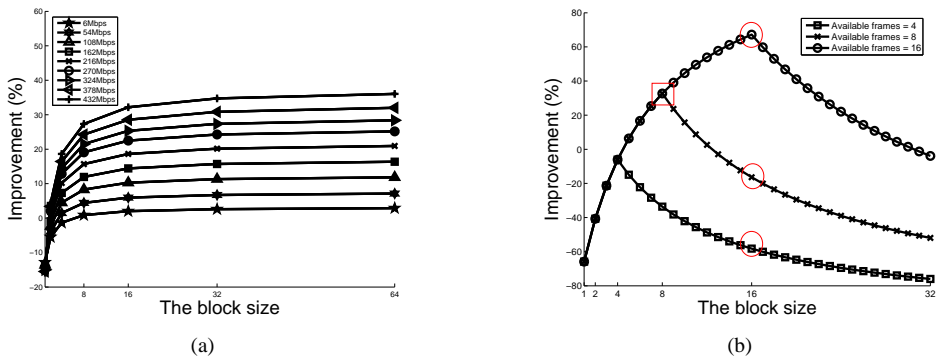 60
50
40
30
20
10
0
−10
−20
8
16
32
64
Improvement (%)
The block size
6Mbps
54Mbps
108Mbps
162Mbps
216Mbps
270Mbps
324Mbps
378Mbps
432Mbps
(a)
80
60
40
20
0
−20
−40
−60
−80
1
2
4
8
16
32
Improvement (%)
The block size
Available frames = 4
Available frames = 8
Available frames = 16
(b)